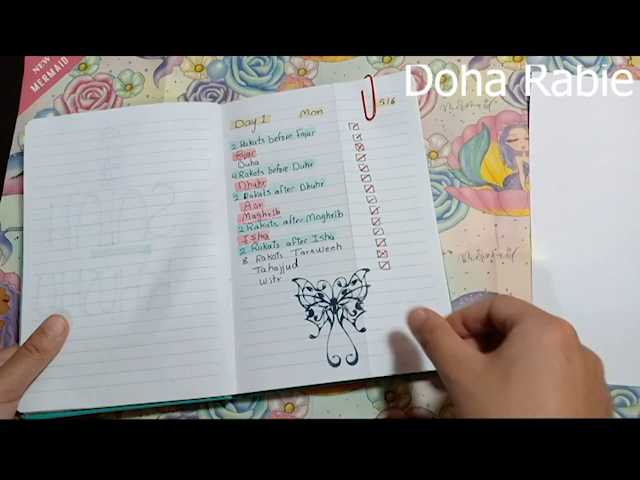 Doha Rabie
NEW
MERMAID
Day 1 Mon 5/6
2 Rakats before Fajar
Fajar
Duha
4 Rakats before Duhr
Dhuhr
2 Rakats after Dhuhr
Asr
Maghrib
2 Rakats after Maghrib
Isha
2 Rakats after Isha
8 Rakats Taraweeh
Tahajjud
Witr
Mermaid
Mermaid